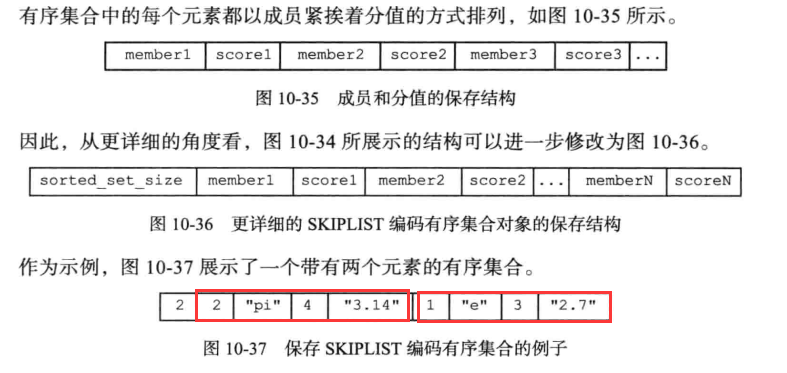 有序集合中的每个元素都以成员紧挨着分值的方式排列，如图 10-35 所示。
member1 score1 member2 score2 member3 score3 ...
图 10-35 成员和分值的保存结构
因此，从更详细的角度看，图 10-34 所展示的结构可以进一步修改为图 10-36。
sorted_set_size member1 score1 member2 score2 ... memberN scoreN
图 10-36 更详细的 SKIPLIST 编码有序集合对象的保存结构
作为示例，图 10-37 展示了一个带有两个元素的有序集合。
2 2 "pi" 4 "3.14" 1 "e" 3 "2.7"
图 10-37 保存 SKIPLIST 编码有序集合的例子